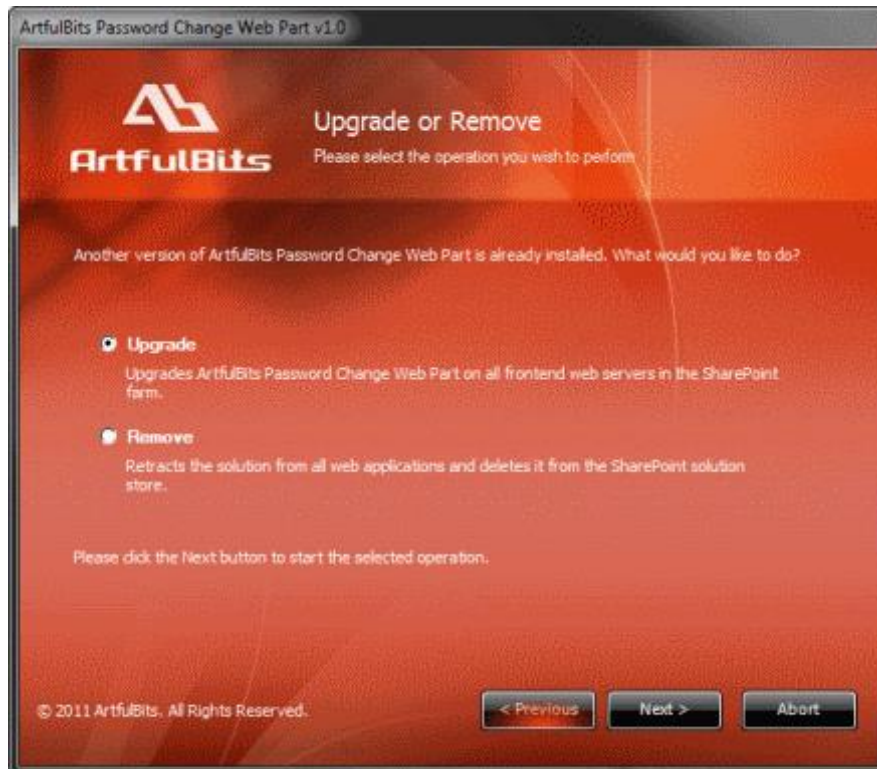 ArtfulBits Password Change Web Part v1.0
ArtfulBits
Upgrade or Remove
Please select the operation you wish to perform
Another version of ArtfulBits Password Change Web Part is already installed. What would you like to do?
Upgrade
Upgrades ArtfulBits Password Change Web Part on all frontend web servers in the SharePoint
farm.
Remove
Retracts the solution from all web applications and deletes it from the SharePoint solution
store.
Please click the Next button to start the selected operation.
© 2011 ArtfulBits. All Rights Reserved.
< Previous
Next >
Abort